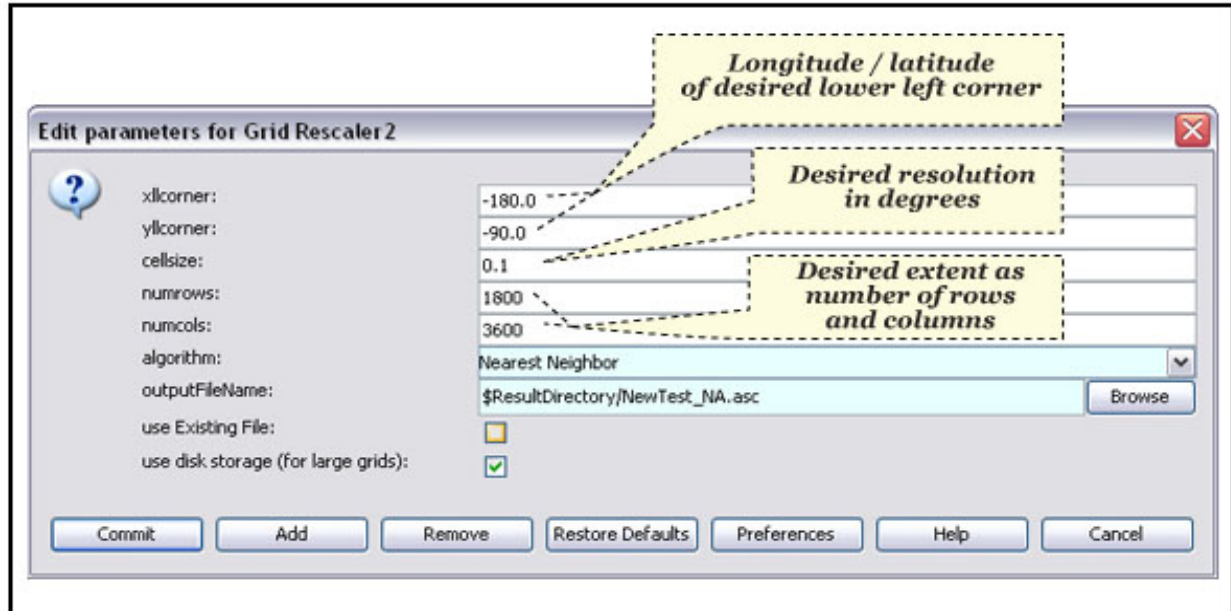 Longitude / latitude
of desired lower left corner
Edit parameters for Grid Rescaler2
Desired resolution
in degrees
xllcorner:
-180.0
yllcorner:
-90.0
cellsize:
0.1
Desired extent as
number of rows
and columns
numrows:
1800
numcols:
3600
algorithm:
Nearest Neighbor
outputFileName:
$ResultDirectory/NewTest_NA.asc
Browse
use Existing File:
use disk storage (for large grids):
Commit
Add
Remove
Restore Defaults
Preferences
Help
Cancel